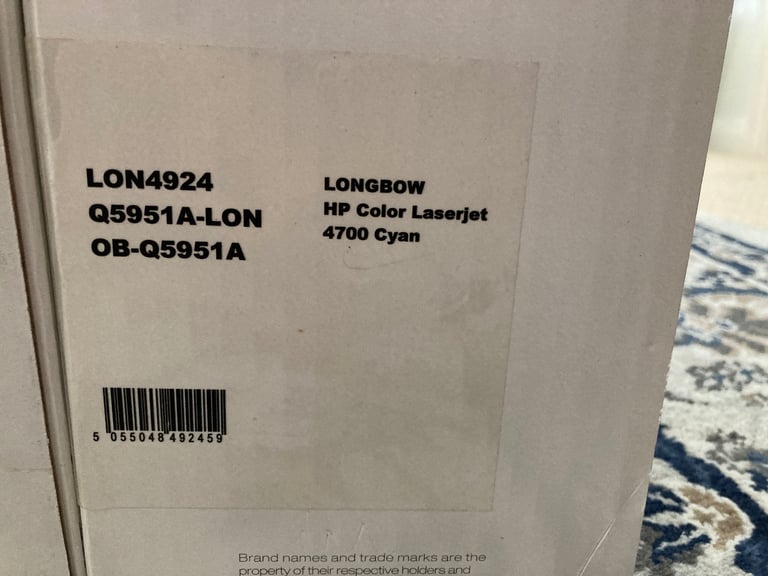 LON4924
Q5951A-LON
OB-Q5951A
LONGBOW
HP Color Laserjet
4700 Cyan
5 055048 492459
Brand names and trade marks are the
property of their respective holders and